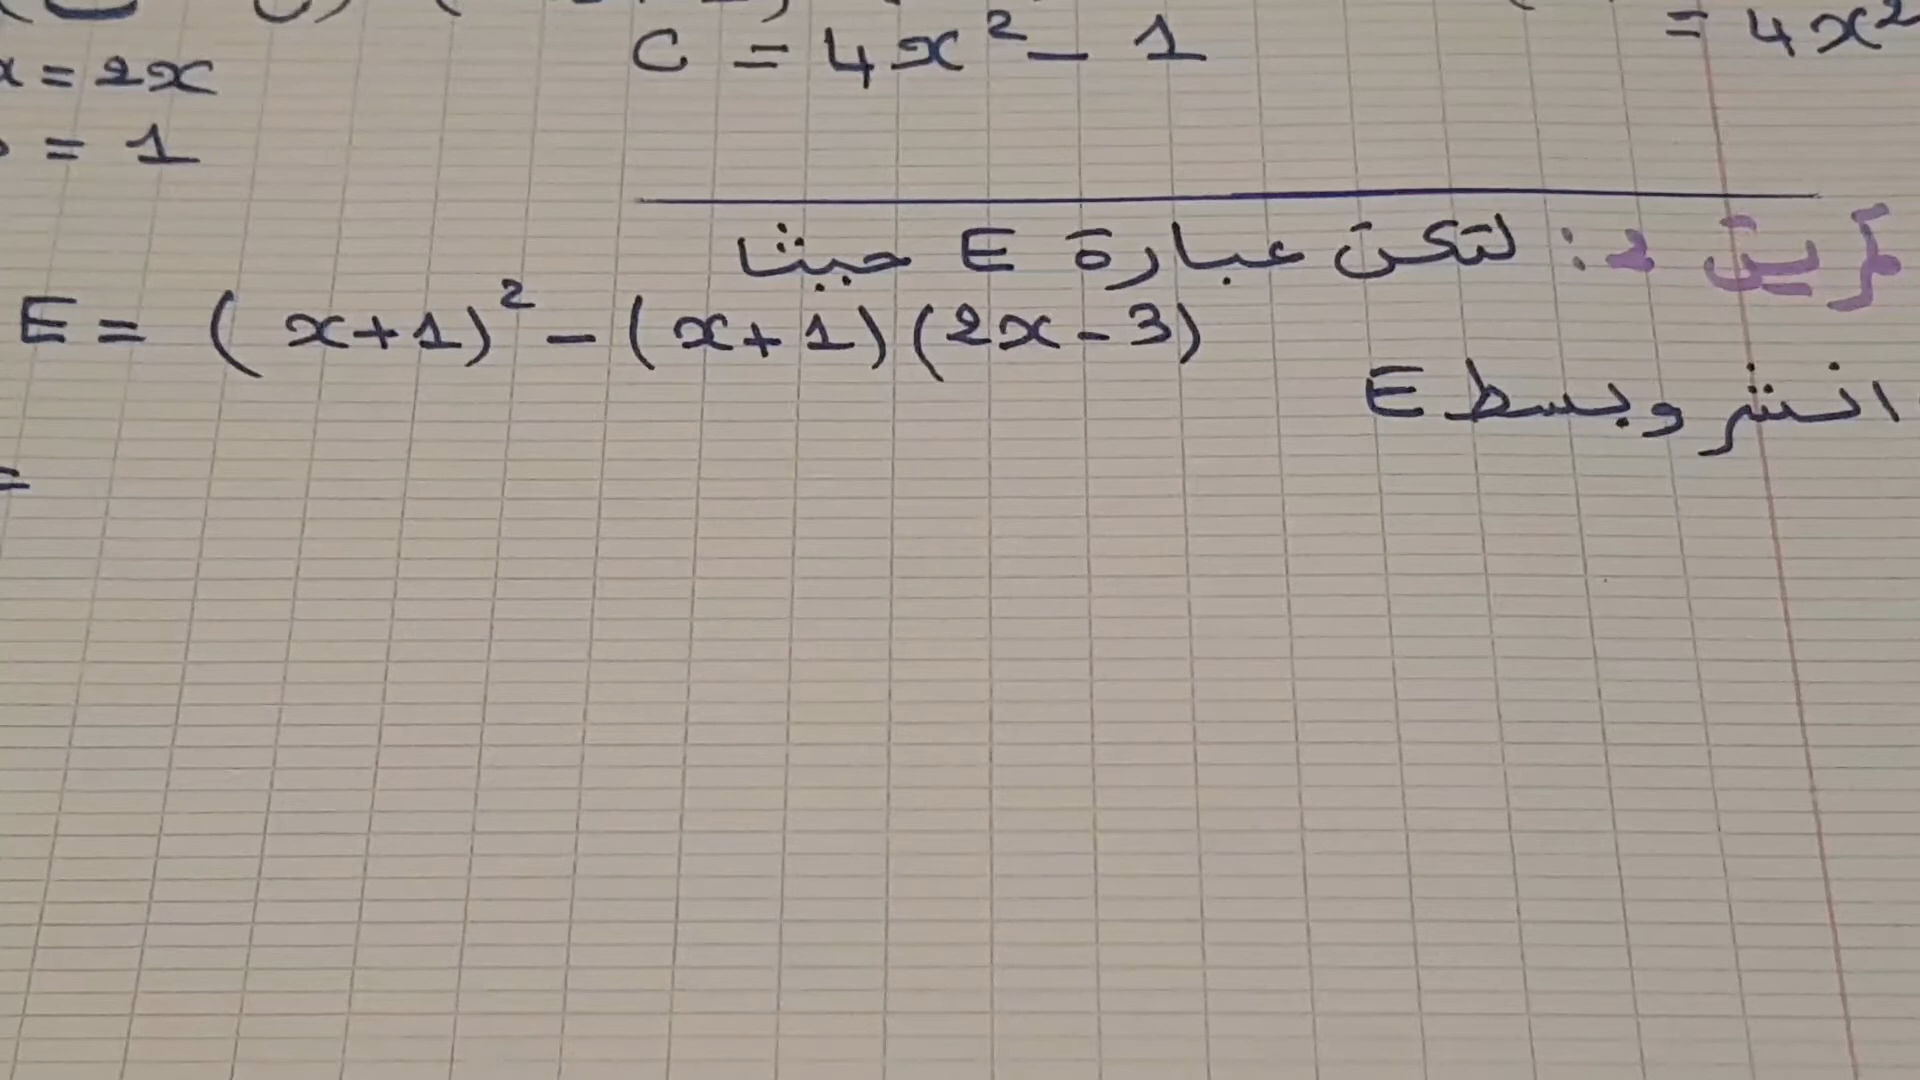 C = 4x² - 1
= 4x²
= 2x
= 1
تمرين 2: لتكن عبارة E حيث
E = (x+1)² - (x+1)(2x-3)
انشر وبسط E
=